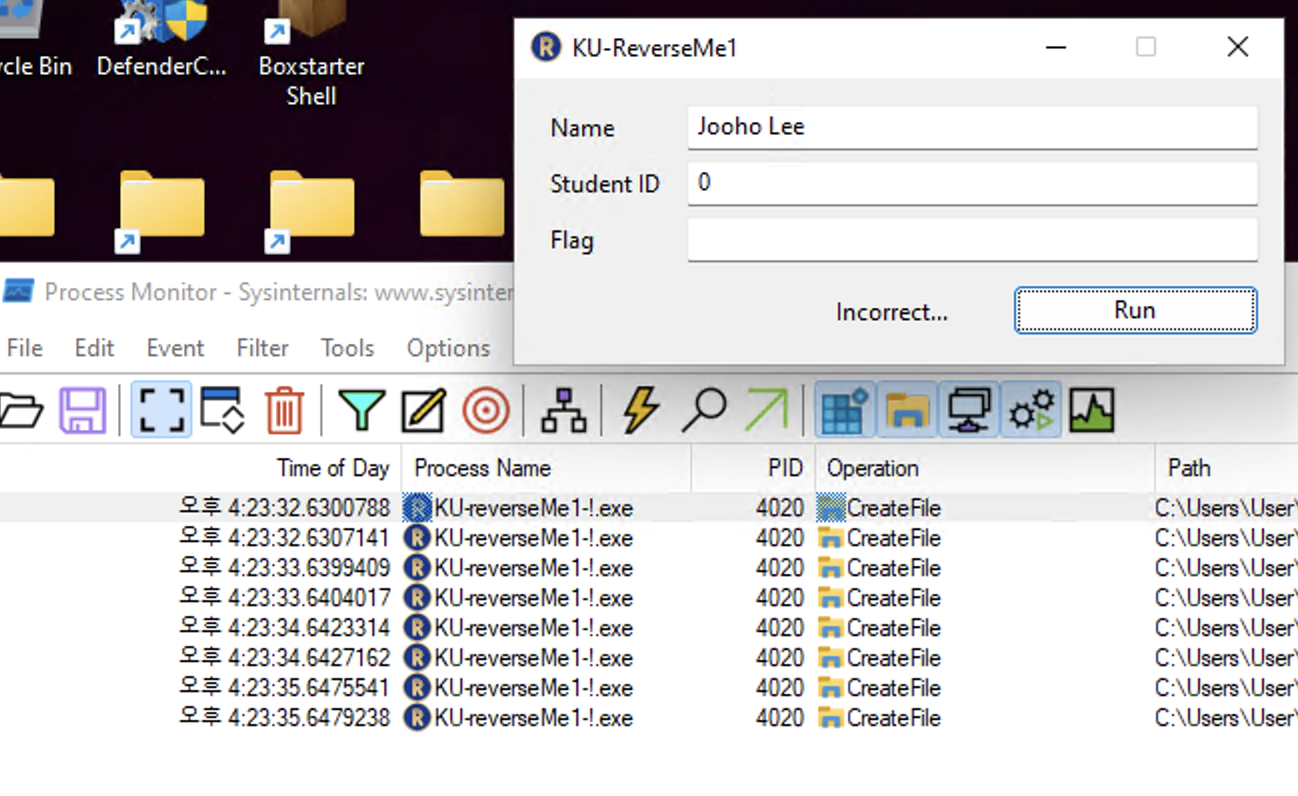 cle Bin
DefenderC...
Boxstarter
Shell
KU-ReverseMe1
Name
Jooho Lee
Student ID
0
Flag
Incorrect...
Run
Process Monitor - Sysinternals: www.sysinter
File Edit Event Filter Tools Options
Time of Day Process Name PID Operation Path
오후 4:23:32.6300788 KU-reverseMe1-!.exe 4020 CreateFile C:\Users\User\
오후 4:23:32.6307141 KU-reverseMe1-!.exe 4020 CreateFile C:\Users\User\
오후 4:23:33.6399409 KU-reverseMe1-!.exe 4020 CreateFile C:\Users\User\
오후 4:23:33.6404017 KU-reverseMe1-!.exe 4020 CreateFile C:\Users\User\
오후 4:23:34.6423314 KU-reverseMe1-!.exe 4020 CreateFile C:\Users\User\
오후 4:23:34.6427162 KU-reverseMe1-!.exe 4020 CreateFile C:\Users\User\
오후 4:23:35.6475541 KU-reverseMe1-!.exe 4020 CreateFile C:\Users\User\
오후 4:23:35.6479238 KU-reverseMe1-!.exe 4020 CreateFile C:\Users\User\